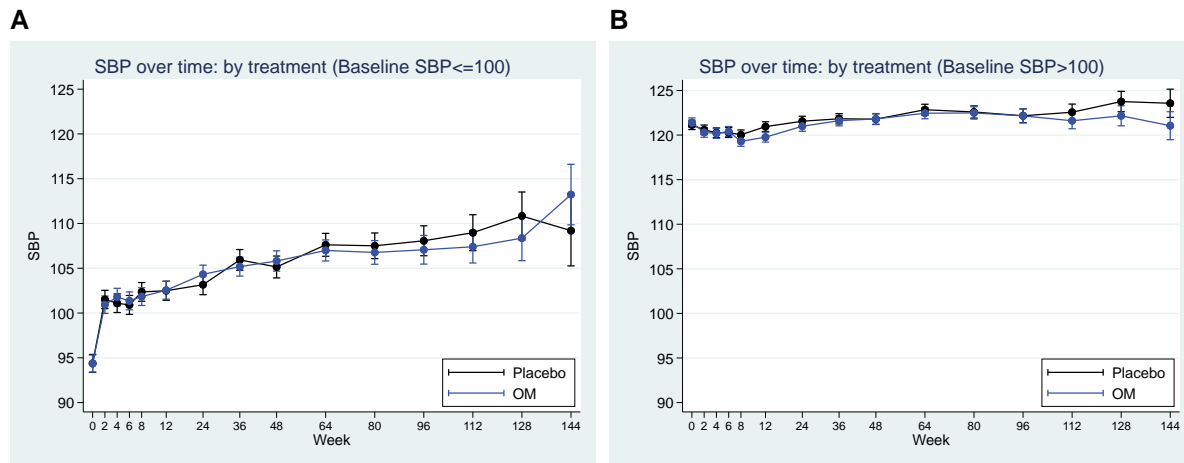 A
SBP over time: by treatment (Baseline SBP<=100)
125
120
115
110
105
100
95
90
SBP
0 2 4 6 8 12 24 36 48 64 80 96 112 128 144
Week
Placebo
OM
B
SBP over time: by treatment (Baseline SBP>100)
125
120
115
110
105
100
95
90
SBP
0 2 4 6 8 12 24 36 48 64 80 96 112 128 144
Week
Placebo
OM